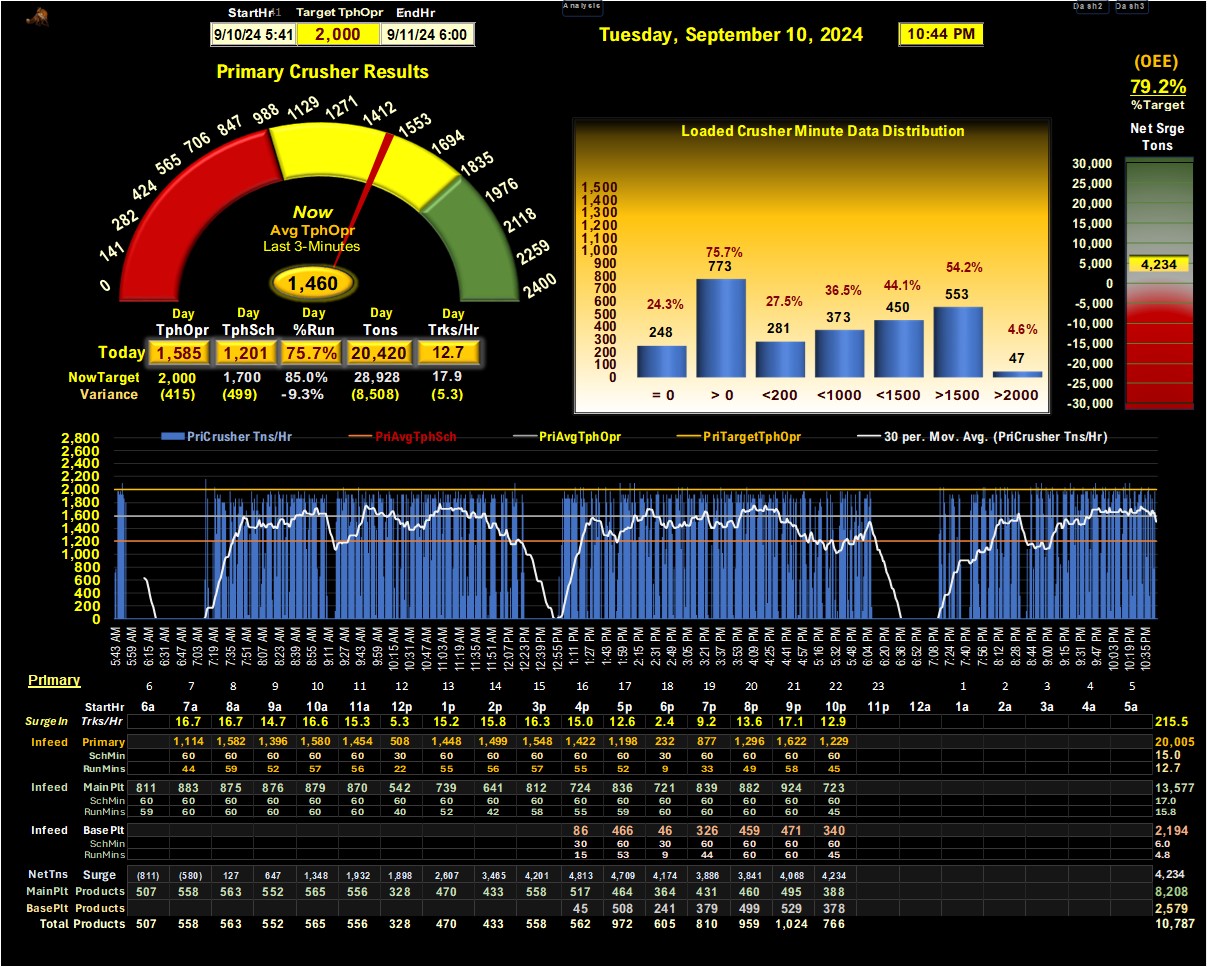 Analysis
Dash2 Dash3
StartHr 41 Target TphOpr EndHr
9/10/24 5:41 2,000 9/11/24 6:00
Tuesday, September 10, 2024
10:44 PM
(OEE)
79.2%
%Target
Net Srge
Tons
30,000
25,000
20,000
15,000
10,000
5,000
0
-5,000
-10,000
-15,000
-20,000
-25,000
-30,000
4,234
Primary Crusher Results
0 141 282 424 565 706 847 988 1129 1271 1412 1553 1694 1835 1976 2118 2259 2400
Now
Avg TphOpr
Last 3-Minutes
1,460
Day Day Day Day Day
TphOpr TphSch %Run Tons Trks/Hr
Today 1,585 1,201 75.7% 20,420 12.7
NowTarget 2,000 1,700 85.0% 28,928 17.9
Variance (415) (499) -9.3% (8,508) (5.3)
Loaded Crusher Minute Data Distribution
1,500
1,400
1,300
1,200
1,100
1,000
900
800
700
600
500
400
300
200
100
0
24.3% 75.7% 27.5% 36.5% 44.1% 54.2% 4.6%
248 773 281 373 450 553 47
= 0 > 0 <200 <1000 <1500 >1500 >2000
PriCrusher Tns/Hr PriAvgTphSch PriAvgTphOpr PriTargetTphOpr 30 per. Mov. Avg. (PriCrusher Tns/Hr)
2,800
2,600
2,400
2,200
2,000
1,800
1,600
1,400
1,200
1,000
800
600
400
200
0
5:43 AM 5:59 AM 6:15 AM 6:31 AM 6:47 AM 7:03 AM 7:19 AM 7:35 AM 7:51 AM 8:07 AM 8:23 AM 8:39 AM 8:55 AM 9:11 AM 9:27 AM 9:43 AM 9:59 AM 10:15 AM 10:31 AM 10:47 AM 11:03 AM 11:19 AM 11:35 AM 11:51 AM 12:07 PM 12:23 PM 12:39 PM 12:55 PM 1:11 PM 1:27 PM 1:43 PM 1:59 PM 2:15 PM 2:31 PM 2:49 PM 3:05 PM 3:21 PM 3:37 PM 3:53 PM 4:09 PM 4:25 PM 4:41 PM 4:57 PM 5:16 PM 5:32 PM 5:48 PM 6:04 PM 6:20 PM 6:36 PM 6:52 PM 7:08 PM 7:24 PM 7:40 PM 7:56 PM 8:12 PM 8:28 PM 8:44 PM 9:00 PM 9:15 PM 9:31 PM 9:47 PM 10:03 PM 10:19 PM 10:35 PM
Primary
6 7 8 9 10 11 12 13 14 15 16 17 18 19 20 21 22 23 1 2 3 4 5
StartHr 6a 7a 8a 9a 10a 11a 12p 1p 2p 3p 4p 5p 6p 7p 8p 9p 10p 11p 12a 1a 2a 3a 4a 5a
SurgeIn Trks/Hr 16.7 16.7 14.7 16.6 15.3 5.3 15.2 15.8 16.3 15.0 12.6 2.4 9.2 13.6 17.1 12.9 215.5
Infeed Primary 1,114 1,582 1,396 1,580 1,454 508 1,448 1,499 1,548 1,422 1,198 232 877 1,296 1,622 1,229 20,005
SchMin 60 60 60 60 60 30 60 60 60 60 60 30 60 60 60 60 15.0
RunMins 44 59 52 57 56 22 55 56 57 55 52 9 33 49 58 45 12.7
Infeed MainPlt 811 883 875 876 879 870 542 739 641 812 724 836 721 839 882 924 723 13,577
SchMin 60 60 60 60 60 60 60 60 60 60 60 60 60 60 60 60 60 17.0
RunMins 59 60 60 60 60 60 40 52 42 58 55 59 60 60 60 60 45 15.8
Infeed BasePlt 86 466 46 326 459 471 340 2,194
SchMin 30 60 30 60 60 60 60 6.0
RunMins 15 53 9 44 60 60 45 4.8
NetTns Surge (811) (580) 127 647 1,348 1,932 1,898 2,607 3,465 4,201 4,813 4,709 4,174 3,886 3,841 4,068 4,234 4,234
MainPlt Products 507 558 563 552 565 556 328 470 433 558 517 464 364 431 460 495 388 8,208
BasePlt Products 45 508 241 379 499 529 378 2,579
Total Products 507 558 563 552 565 556 328 470 433 558 562 972 605 810 959 1,024 766 10,787